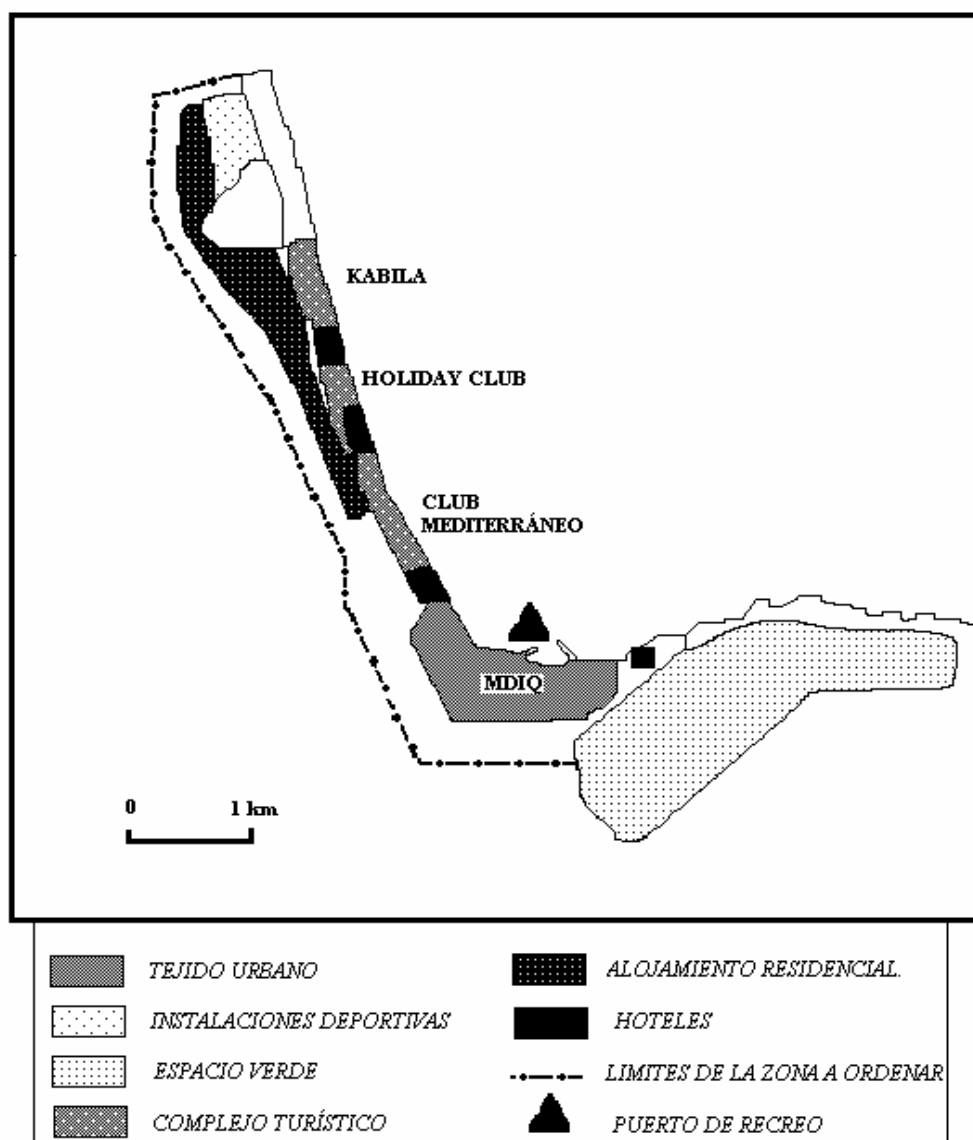 KABILA
HOLIDAY CLUB
CLUB
MEDITERRÁNEO
MDIQ
0 1 km
TEJIDO URBANO
INSTALACIONES DEPORTIVAS
ESPACIO VERDE
COMPLEJO TURÍSTICO
ALOJAMIENTO RESIDENCIAL.
HOTELES
LIMITES DE LA ZONA A ORDENAR
PUERTO DE RECREO